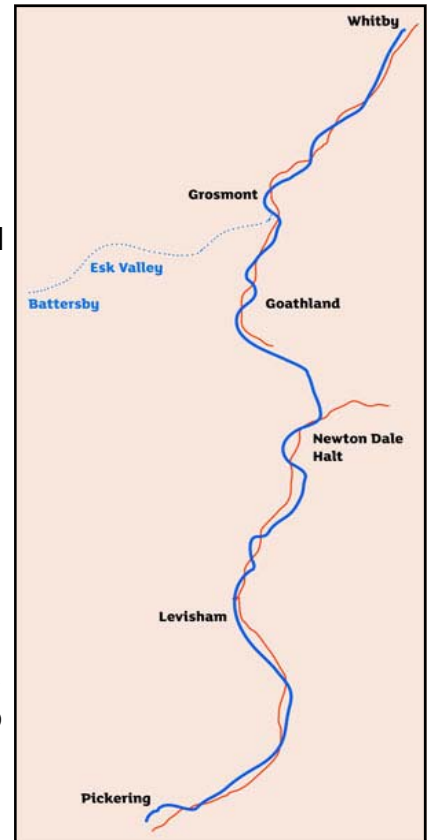 Whitby
Grosmont
Esk Valley
Battersby
Goathland
Newton Dale
Halt
Levisham
Pickering